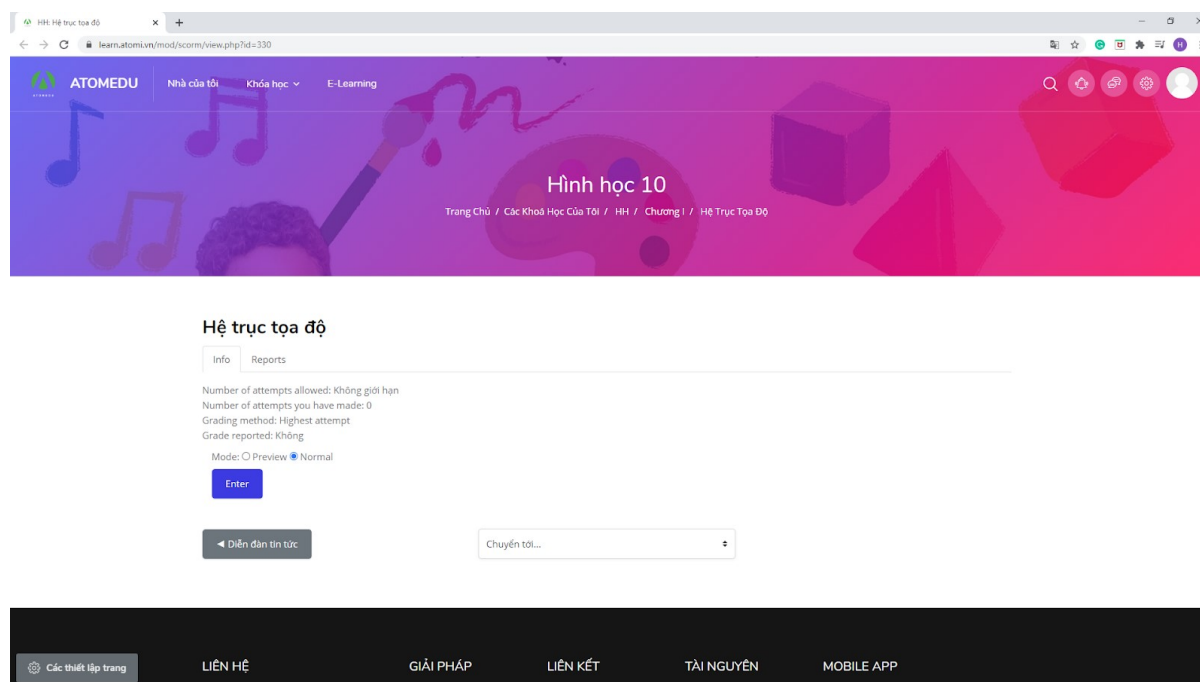 HH: Hệ trục tọa độ
learn.atomi.vn/mod/scorm/view.php?id=330
H
ATOMEDU
Nhà của tôi
Khóa học
E-Learning
Hình học 10
Trang Chủ / Các Khoá Học Của Tôi / HH / Chương I / Hệ Trục Tọa Độ
Hệ trục tọa độ
Info
Reports
Number of attempts allowed: Không giới hạn
Number of attempts you have made: 0
Grading method: Highest attempt
Grade reported: Không
Mode: Preview Normal
Enter
◄ Diễn đàn tin tức
Chuyển tới...
Các thiết lập trang
LIÊN HỆ
GIẢI PHÁP
LIÊN KẾT
TÀI NGUYÊN
MOBILE APP